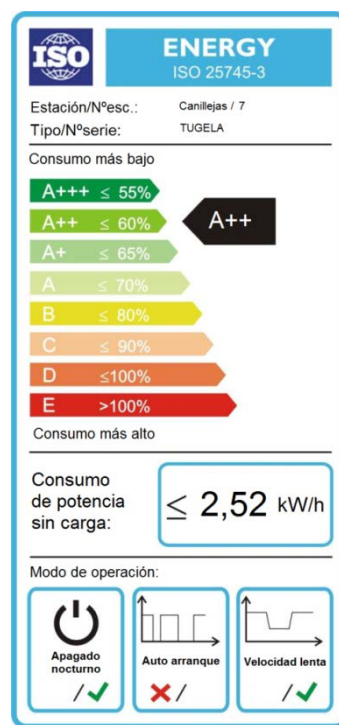 ISO
ENERGY
ISO 25745-3
Estación/Nºesc.: Canillejas / 7
Tipo/Nºserie: TUGELA
Consumo más bajo
A+++ ≤ 55%
A++ ≤ 60%
A++
A+ ≤ 65%
A ≤ 70%
B ≤ 80%
C ≤ 90%
D ≤100%
E >100%
Consumo más alto
Consumo
de potencia
sin carga:
≤ 2,52 kW/h
Modo de operación:
Apagado
nocturno
/ ✓
Auto arranque
✗ /
Velocidad lenta
/ ✓